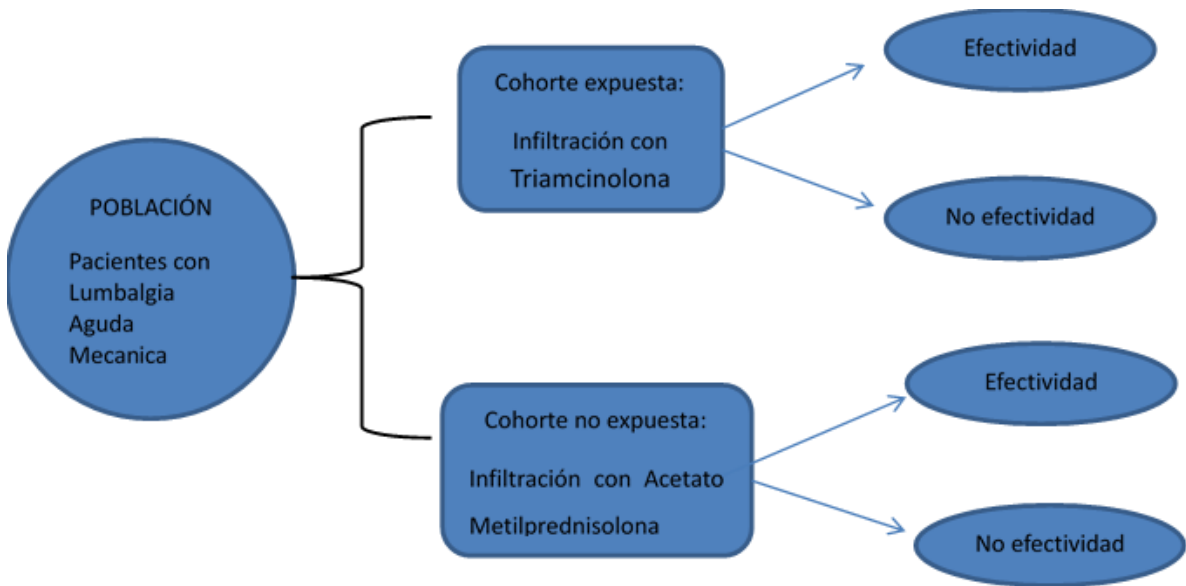 POBLACIÓN
Pacientes con
Lumbalgia
Aguda
Mecanica
Cohorte expuesta:
Infiltración con
Triamcinolona
Efectividad
No efectividad
Cohorte no expuesta:
Infiltración con Acetato
Metilprednisolona
Efectividad
No efectividad